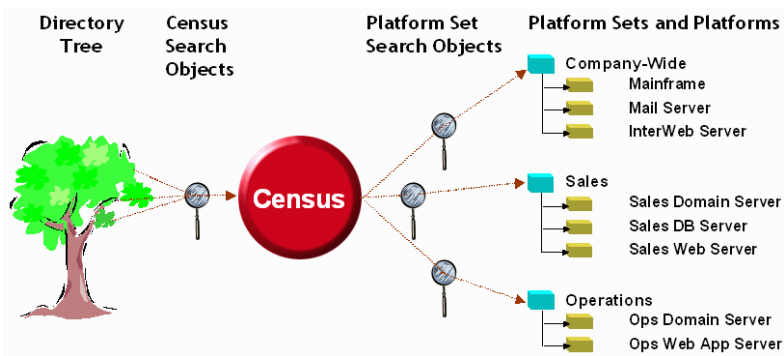 Directory
Tree
Census
Search
Objects
Platform Set
Search Objects
Platform Sets and Platforms
Company-Wide
Mainframe
Mail Server
InterWeb Server
Census
Sales
Sales Domain Server
Sales DB Server
Sales Web Server
Operations
Ops Domain Server
Ops Web App Server